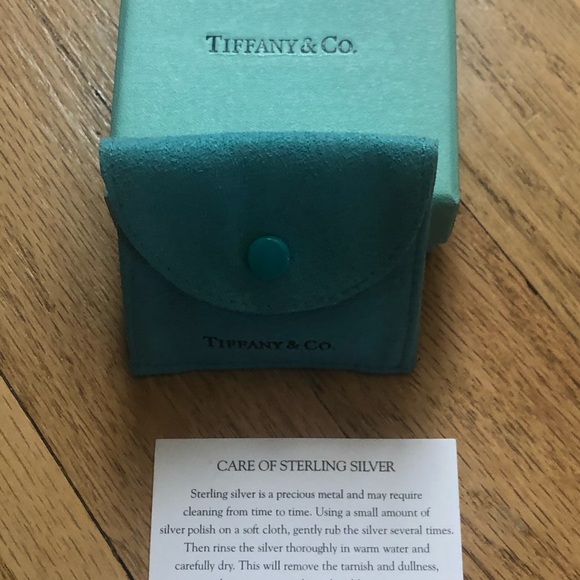 TIFFANY & CO.
TIFFANY & CO.
CARE OF STERLING SILVER
Sterling silver is a precious metal and may require
cleaning from time to time. Using a small amount of
silver polish on a soft cloth, gently rub the silver several times.
Then rinse the silver thoroughly in warm water and
carefully dry. This will remove the tarnish and dullness,